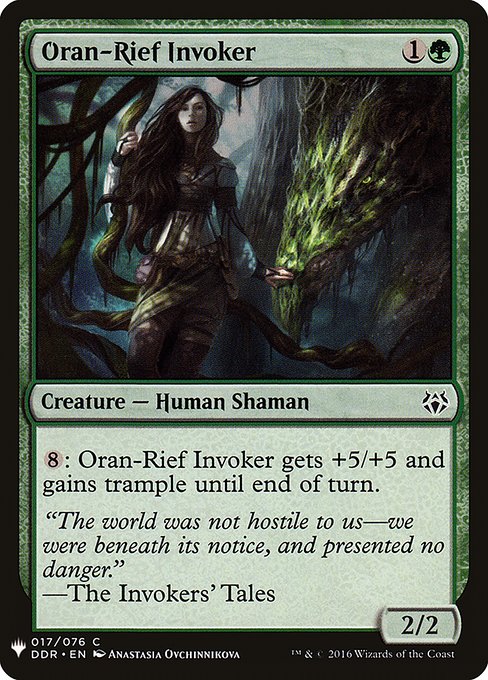 Oran-Rief Invoker 1
Creature — Human Shaman
8: Oran-Rief Invoker gets +5/+5 and
gains trample until end of turn.
“The world was not hostile to us—we
were beneath its notice, and presented no
danger.”
—The Invokers’ Tales
2/2
017/076 C
DDR • EN Anastasia Ovchinnikova
™ & © 2016 Wizards of the Coast